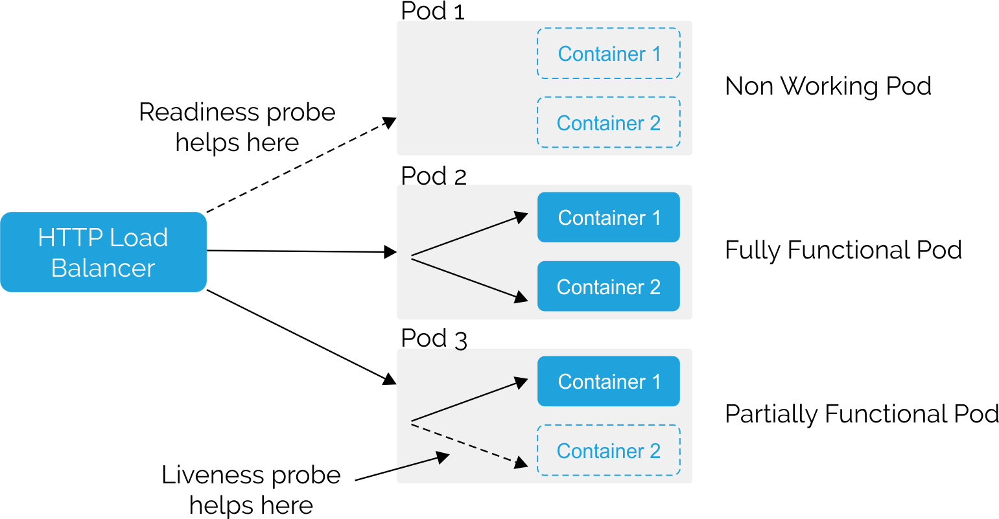 Pod 1
Container 1
Container 2
Non Working Pod
Readiness probe
helps here
Pod 2
Container 1
Container 2
Fully Functional Pod
HTTP Load
Balancer
Pod 3
Container 1
Container 2
Partially Functional Pod
Liveness probe
helps here